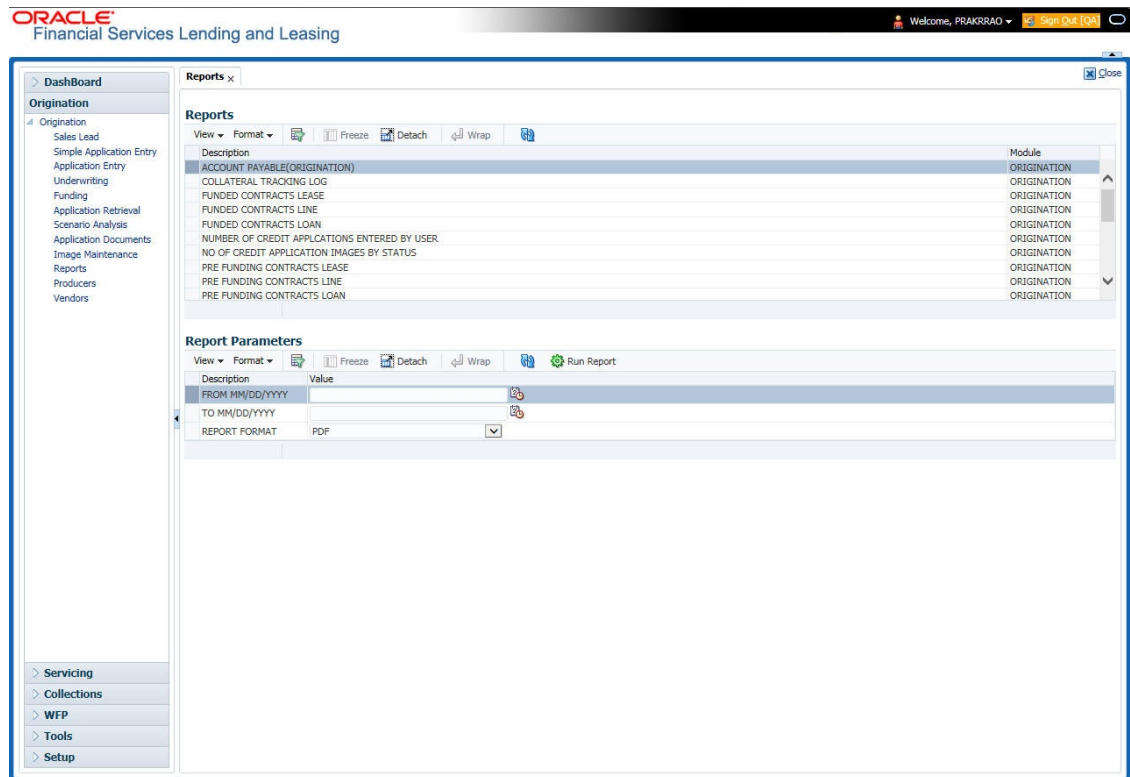 ORACLE
Financial Services Lending and Leasing
Welcome, PRAKRRAO
Sign Out [QA]
DashBoard
Origination
Origination
Sales Lead
Simple Application Entry
Application Entry
Underwriting
Funding
Application Retrieval
Scenario Analysis
Application Documents
Image Maintenance
Reports
Producers
Vendors
Servicing
Collections
WFP
Tools
Setup
Reports x
Close
Reports
View Format Freeze Detach Wrap
Description Module
ACCOUNT PAYABLE(ORIGINATION) ORIGINATION
COLLATERAL TRACKING LOG ORIGINATION
FUNDED CONTRACTS LEASE ORIGINATION
FUNDED CONTRACTS LINE ORIGINATION
FUNDED CONTRACTS LOAN ORIGINATION
NUMBER OF CREDIT APPLCATIONS ENTERED BY USER ORIGINATION
NO OF CREDIT APPLICATION IMAGES BY STATUS ORIGINATION
PRE FUNDING CONTRACTS LEASE ORIGINATION
PRE FUNDING CONTRACTS LINE ORIGINATION
PRE FUNDING CONTRACTS LOAN ORIGINATION
Report Parameters
View Format Freeze Detach Wrap Run Report
Description Value
FROM MM/DD/YYYY
TO MM/DD/YYYY
REPORT FORMAT PDF